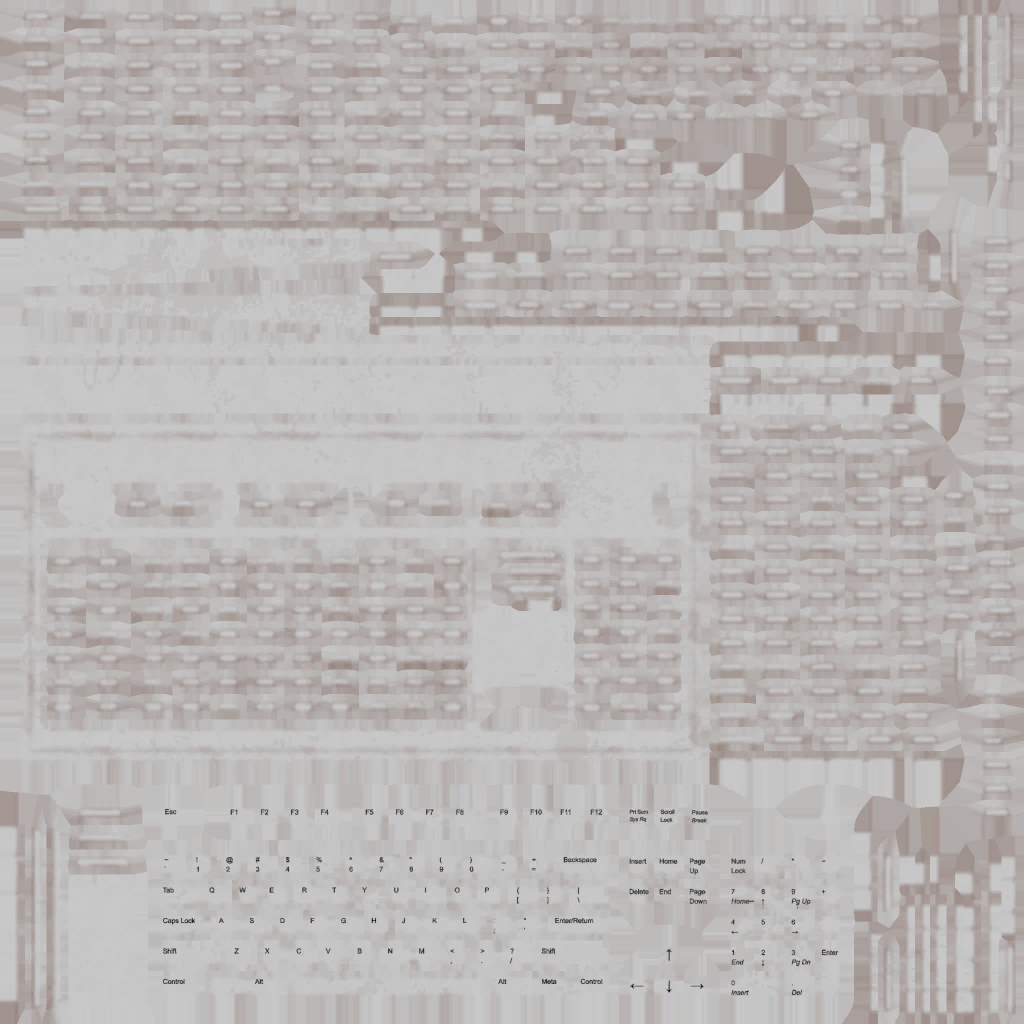 Esc F1 F2 F3 F4 F5 F6 F7 F8 F9 F10 F11 F12 Prt Scrn Scroll Pause
Sys Rq Lock Break
~ ! @ # $ % ^ & * ( ) _ + Backspace Insert Home Page Num / * −
` 1 2 3 4 5 6 7 8 9 0 - = Up Lock
Tab Q W E R T Y U I O P { } | Delete End Page 7 8 9 +
[ ] \ Down Home ↑ Pg Up
Caps Lock A S D F G H J K L : " Enter/Return 4 5 6
; ' ← →
Shift Z X C V B N M < > ? Shift ↑ 1 2 3 Enter
, . / End ↓ Pg Dn
Control Alt Alt Meta Control ← ↓ → 0 .
Insert Del